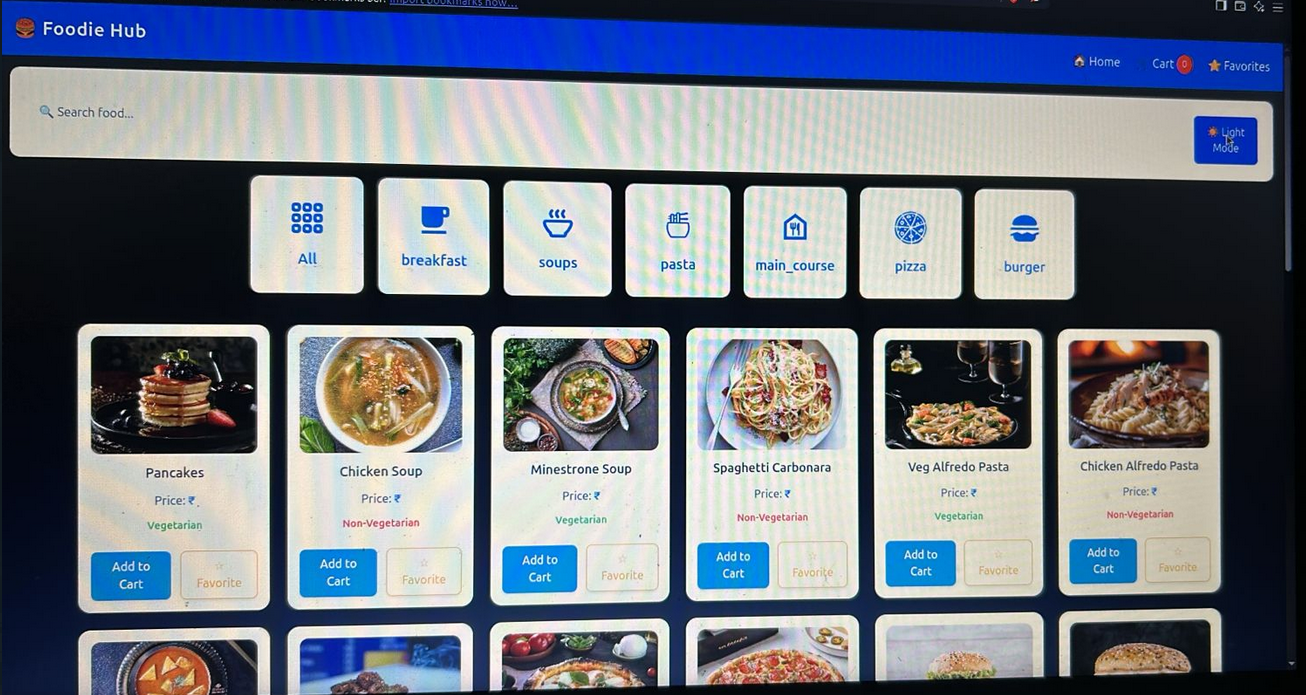 import bookmarks now...
Foodie Hub
Home
Cart 0
Favorites
Search food...
Light
Mode
All
breakfast
soups
pasta
main_course
pizza
burger
Pancakes
Price: ₹
Vegetarian
Add to
Cart
Favorite
Chicken Soup
Price: ₹
Non-Vegetarian
Add to
Cart
Favorite
Minestrone Soup
Price: ₹
Vegetarian
Add to
Cart
Favorite
Spaghetti Carbonara
Price: ₹
Non-Vegetarian
Add to
Cart
Favorite
Veg Alfredo Pasta
Price: ₹
Vegetarian
Add to
Cart
Favorite
Chicken Alfredo Pasta
Price: ₹
Non-Vegetarian
Add to
Cart
Favorite